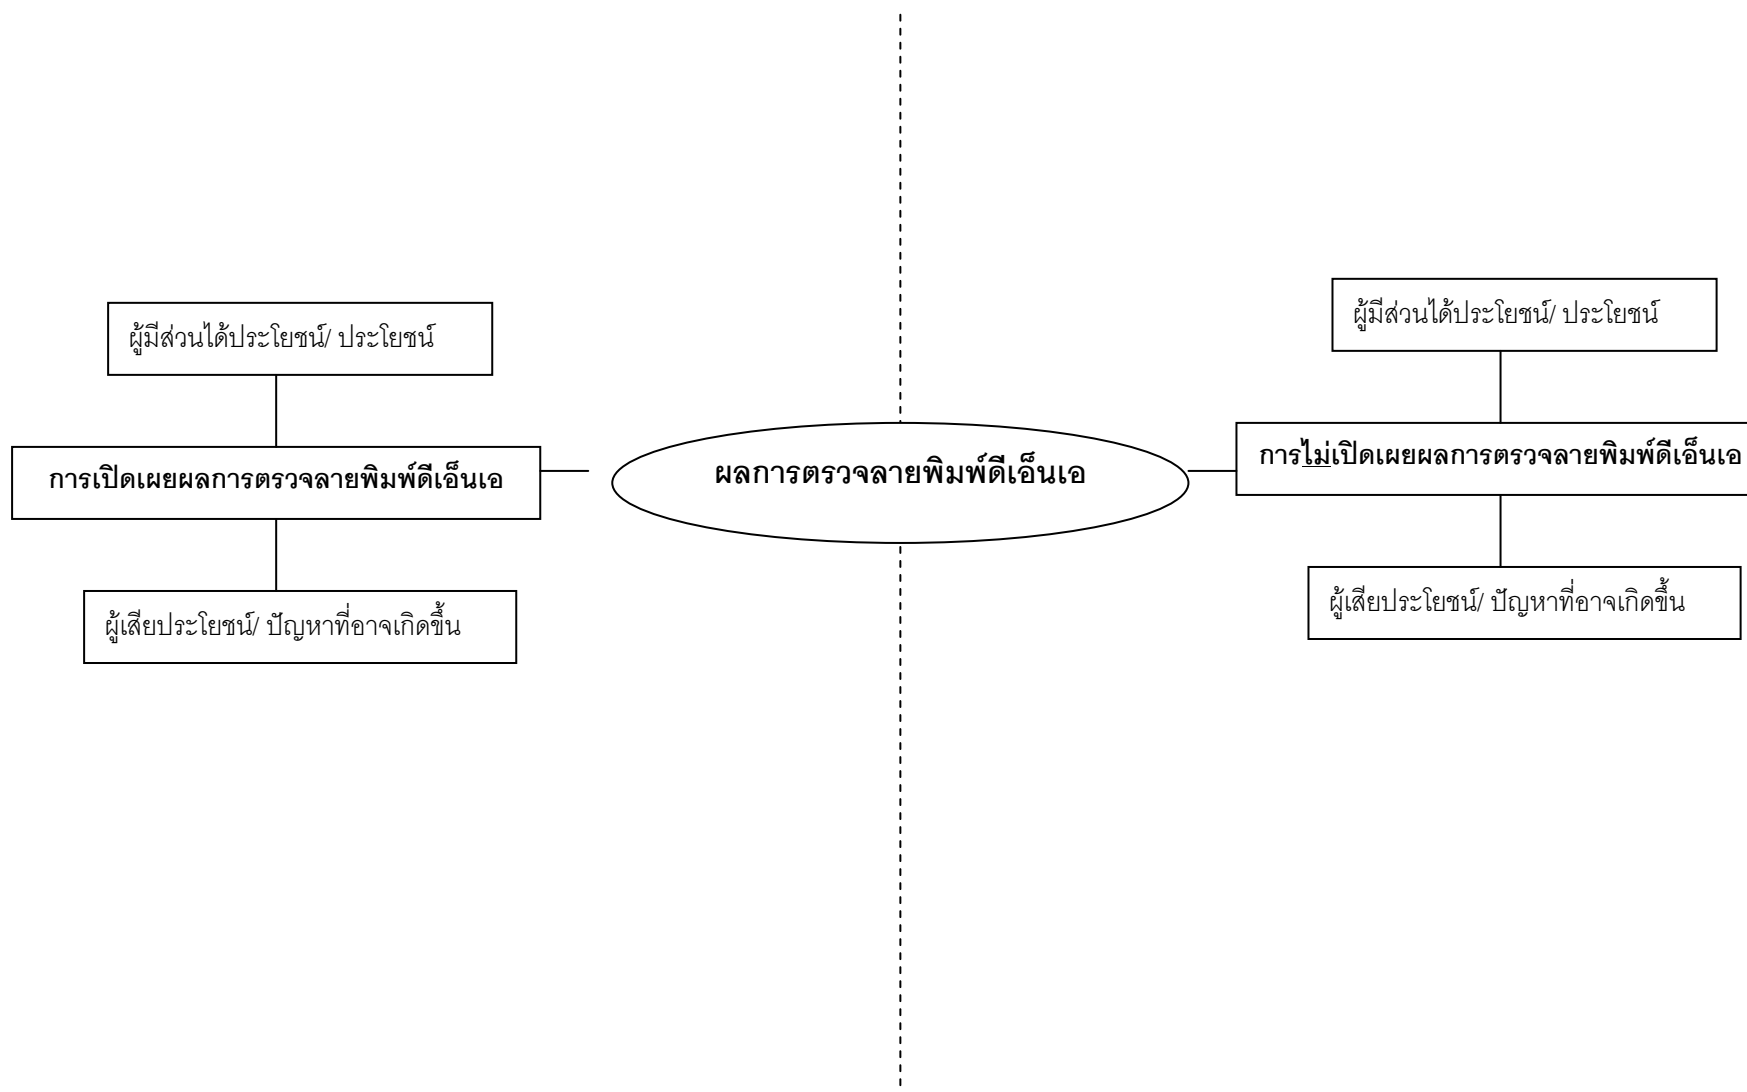 ผู้มีส่วนได้ประโยชน์/ ประโยชน์
การเปิดเผยผลการตรวจลายพิมพ์ดีเอ็นเอ
ผู้เสียประโยชน์/ ปัญหาที่อาจเกิดขึ้น
ผลการตรวจลายพิมพ์ดีเอ็นเอ
ผู้มีส่วนได้ประโยชน์/ ประโยชน์
การไม่เปิดเผยผลการตรวจลายพิมพ์ดีเอ็นเอ
ผู้เสียประโยชน์/ ปัญหาที่อาจเกิดขึ้น